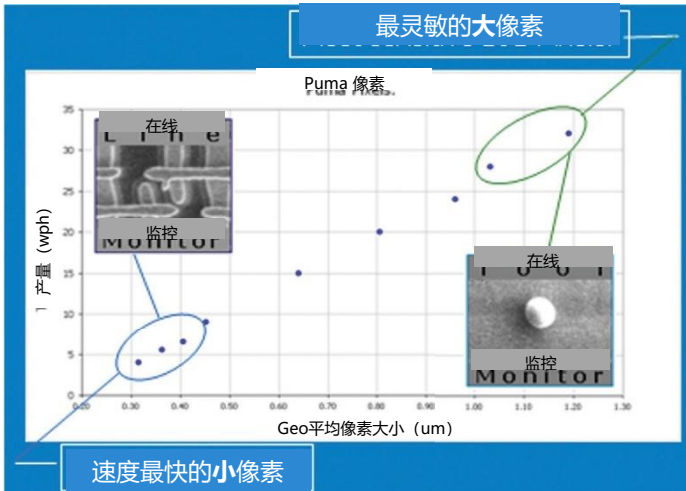 最灵敏的大像素
Puma 像素
35
30
25
20
15
10
5
0
产量（wph）
在线
L i n e
监控
Monitor
在线
T o o l
监控
Monitor
0.20 0.30 0.40 0.50 0.60 0.70 0.80 0.90 1.00 1.10 1.20 1.30
Geo平均像素大小（um）
速度最快的小像素